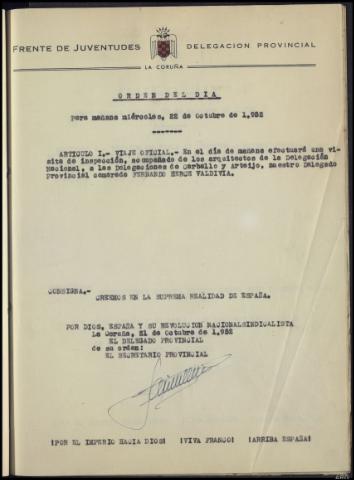 FRENTE DE JUVENTUDES DELEGACION PROVINCIAL
LA CORUÑA
ORDEN DEL DIA
para mañana miércoles, 22 de Octubre de 1,952
-------
ARTICULO I.- VIAJE OFICIAL.- En el día de mañana efectuará una vi-
sita de inspección, acompañado de los arquitectos de la Delegación
Nacional, a las Delegaciones de Carballo y Arteijo, nuestro Delegado
Provincial camarada FERNANDO HERCE VALDIVIA.
CONSIGNA.-
CREEMOS EN LA SUPREMA REALIDAD DE ESPAÑA.
POR DIOS, ESPAÑA Y SU REVOLUCION NACIONALSINDICALISTA
La Coruña, 21 de Octubre de 1,952
EL DELEGADO PROVINCIAL
de su orden:
EL SECRETARIO PROVINCIAL
¡POR EL IMPERIO HACIA DIOS! ¡VIVA FRANCO! ¡ARRIBA ESPAÑA!